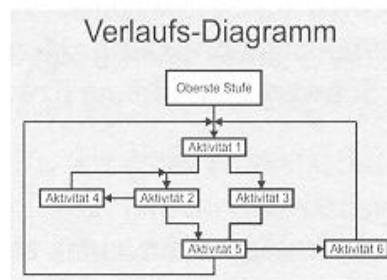 Verlaufs-Diagramm
Oberste Stufe
Aktivität 1
Aktivität 4
Aktivität 2
Aktivität 3
Aktivität 5
Aktivität 6